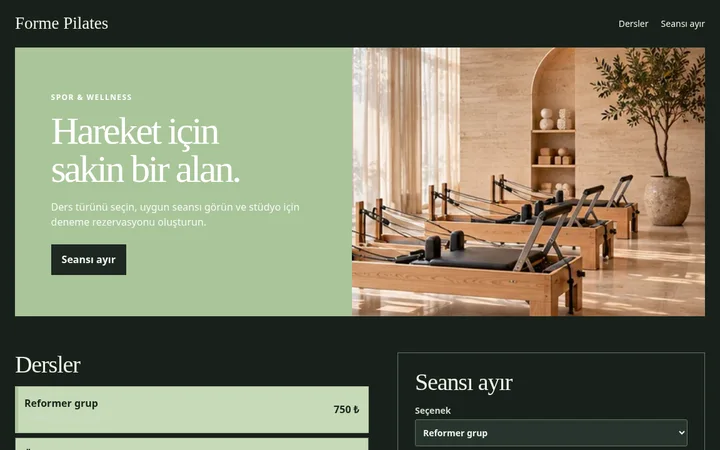 Forme Pilates
Dersler
Seansı ayır
SPOR & WELLNESS
Hareket için
sakin bir alan.
Ders türünü seçin, uygun seansı görün ve stüdyo için
deneme rezervasyonu oluşturun.
Seansı ayır
Dersler
Reformer grup
750 ₺
Seansı ayır
Seçenek
Reformer grup